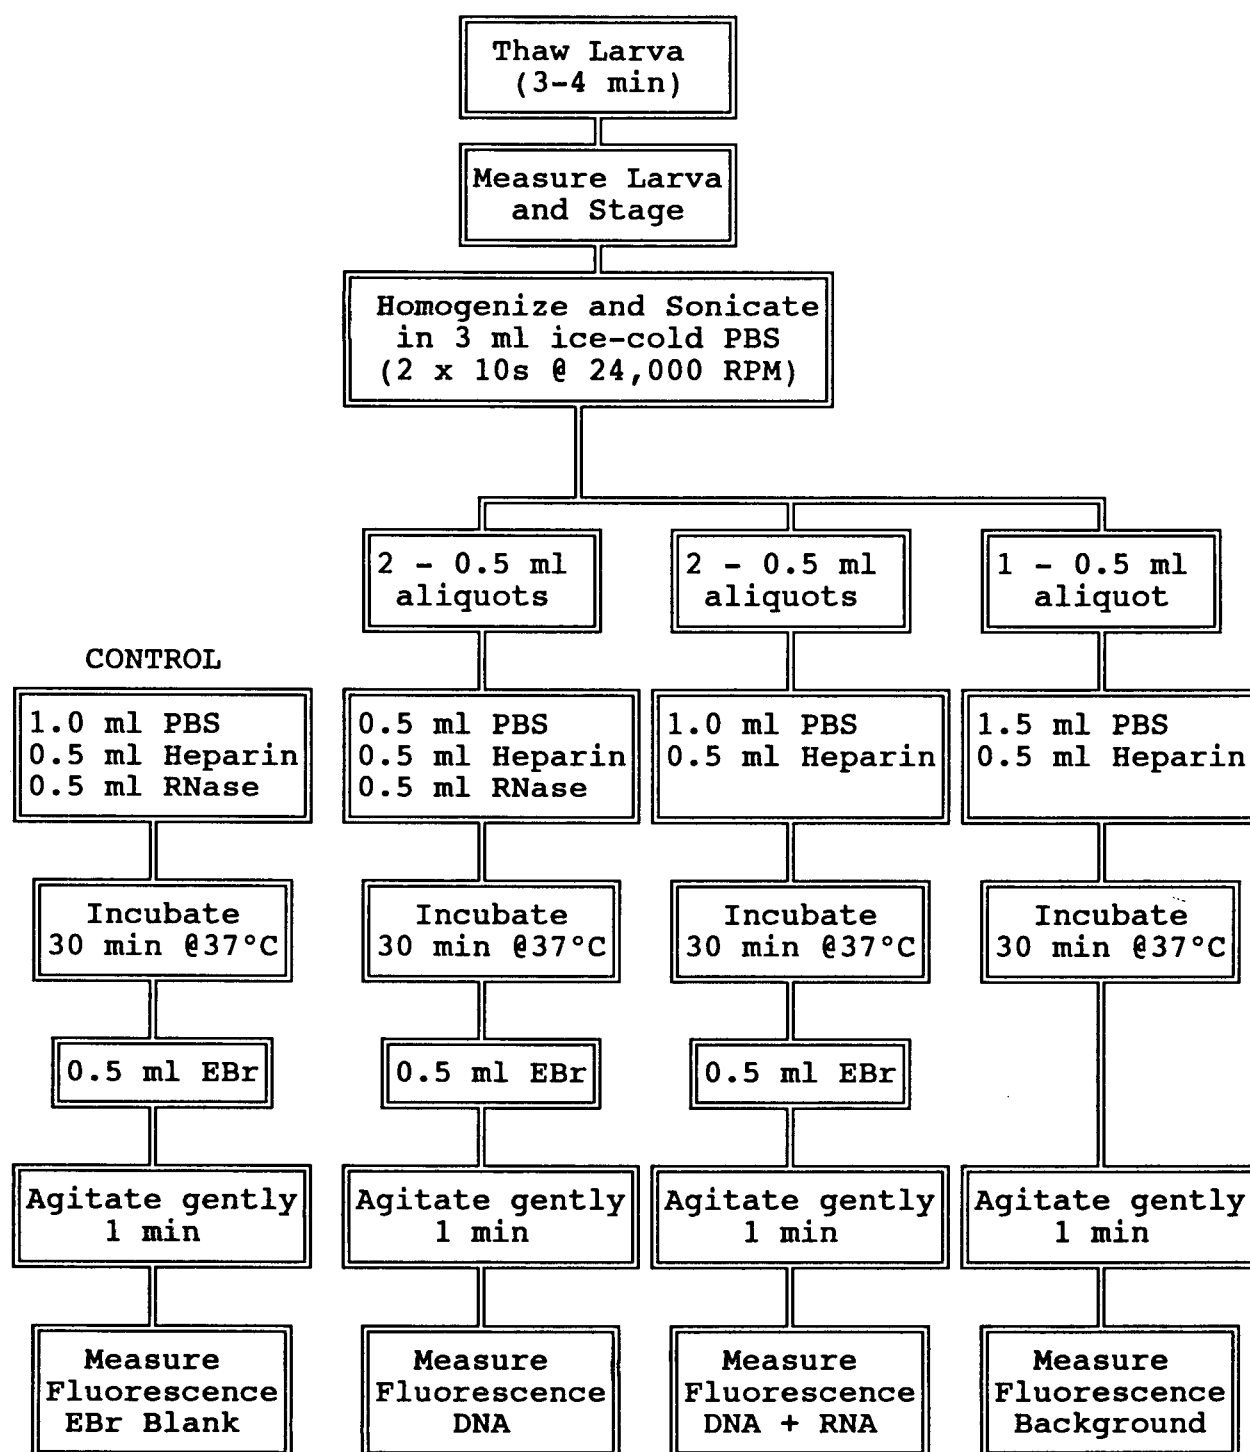 Thaw Larva
(3-4 min)
Measure Larva
and Stage
Homogenize and Sonicate
in 3 ml ice-cold PBS
(2 x 10s @ 24,000 RPM)
2 - 0.5 ml
aliquots
2 - 0.5 ml
aliquots
1 - 0.5 ml
aliquot
CONTROL
1.0 ml PBS
0.5 ml Heparin
0.5 ml RNase
0.5 ml PBS
0.5 ml Heparin
0.5 ml RNase
1.0 ml PBS
0.5 ml Heparin
1.5 ml PBS
0.5 ml Heparin
Incubate
30 min @37°C
Incubate
30 min @37°C
Incubate
30 min @37°C
Incubate
30 min @37°C
0.5 ml EBr
0.5 ml EBr
0.5 ml EBr
Agitate gently
1 min
Agitate gently
1 min
Agitate gently
1 min
Agitate gently
1 min
Measure
Fluorescence
EBr Blank
Measure
Fluorescence
DNA
Measure
Fluorescence
DNA + RNA
Measure
Fluorescence
Background